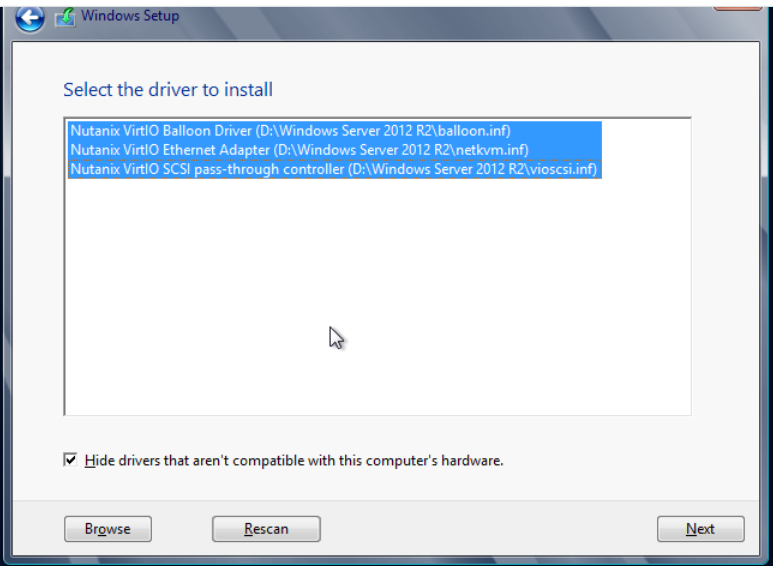 Windows Setup
Select the driver to install
Nutanix VirtIO Balloon Driver (D:\Windows Server 2012 R2\balloon.inf)
Nutanix VirtIO Ethernet Adapter (D:\Windows Server 2012 R2\netkvm.inf)
Nutanix VirtIO SCSI pass-through controller (D:\Windows Server 2012 R2\vioscsi.inf)
Hide drivers that aren't compatible with this computer's hardware.
Browse
Rescan
Next